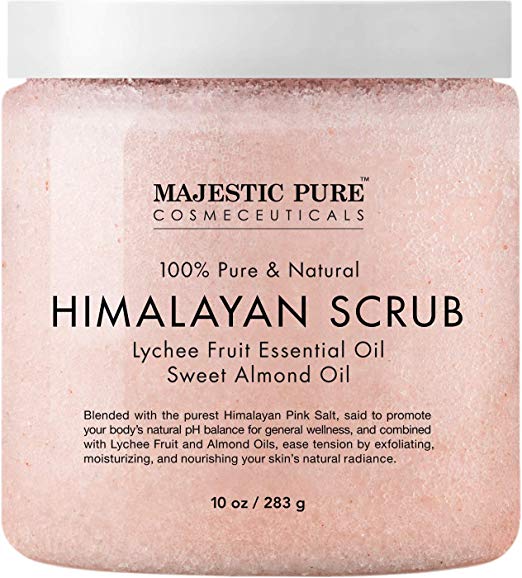 MAJESTIC PURE™
COSMECEUTICALS
100% Pure & Natural
HIMALAYAN SCRUB
Lychee Fruit Essential Oil
Sweet Almond Oil
Blended with the purest Himalayan Pink Salt, said to promote
your body's natural pH balance for general wellness, and combined
with Lychee Fruit and Almond Oils, ease tension by exfoliating,
moisturizing, and nourishing your skin's natural radiance.
10 oz / 283 g